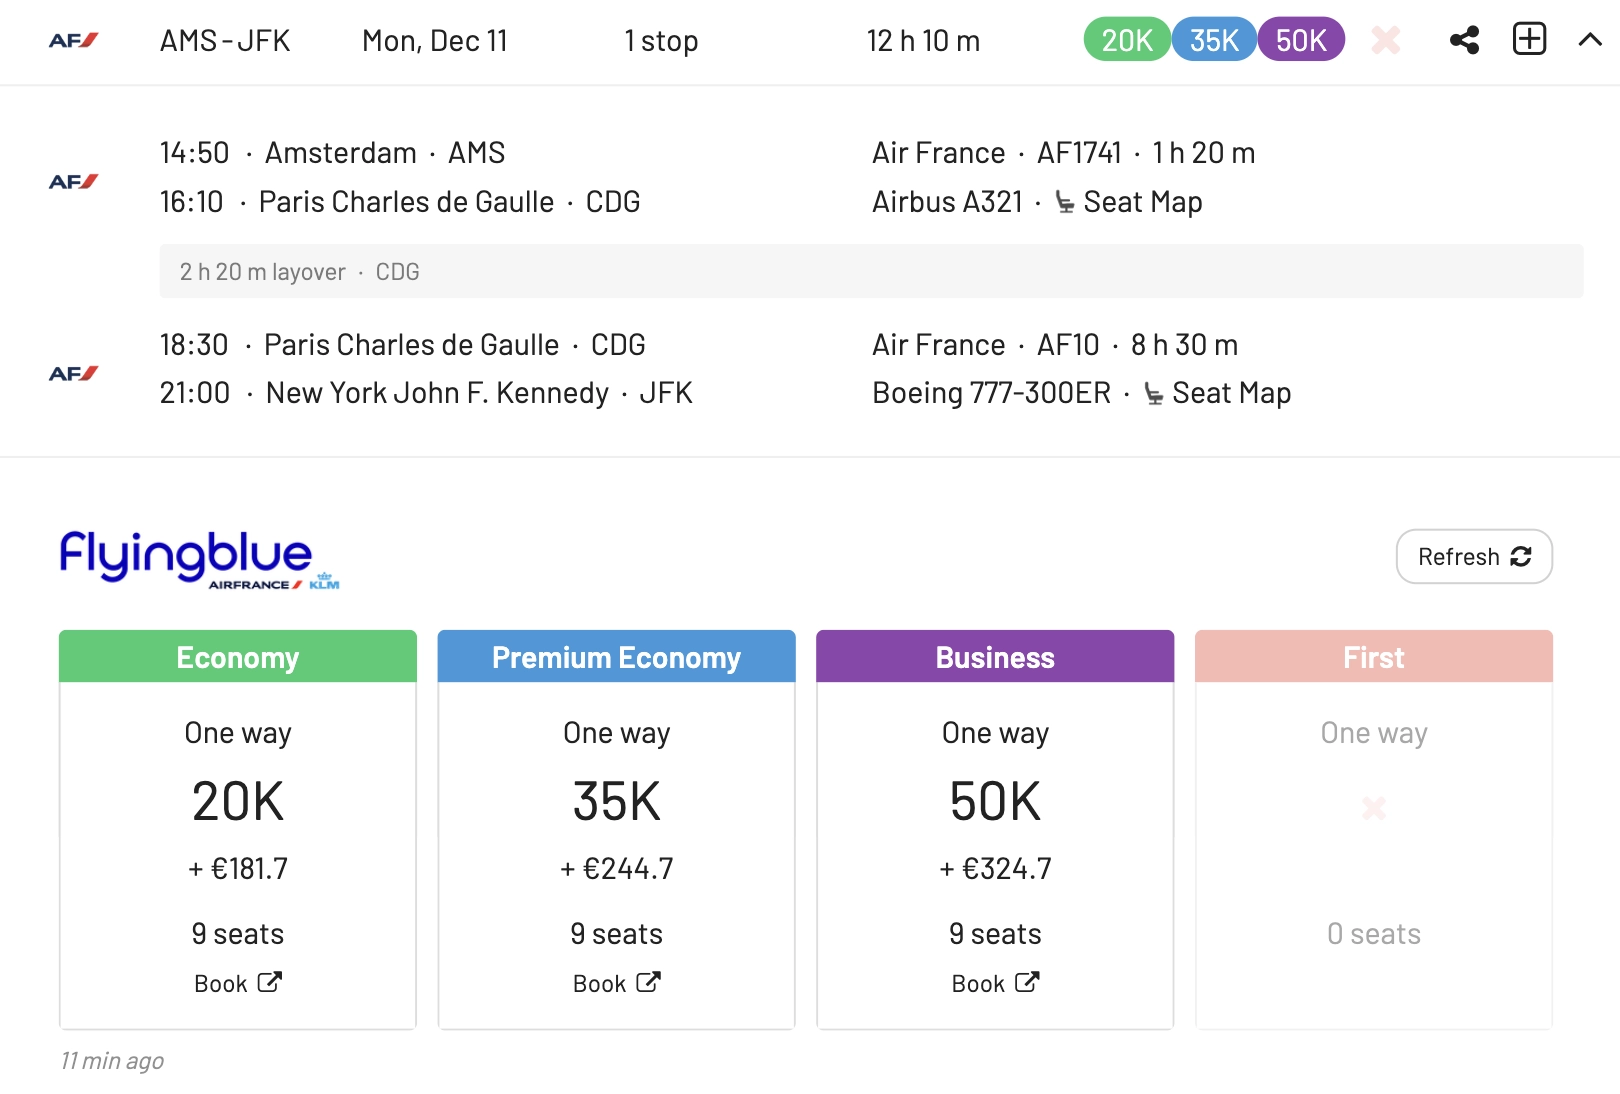 AF AMS-JFK Mon, Dec 11 1 stop 12 h 10 m 20K 35K 50K
14:50 · Amsterdam · AMS Air France · AF1741 · 1 h 20 m
AF
16:10 · Paris Charles de Gaulle · CDG Airbus A321 · Seat Map
2 h 20 m layover · CDG
18:30 · Paris Charles de Gaulle · CDG Air France · AF10 · 8 h 30 m
AF
21:00 · New York John F. Kennedy · JFK Boeing 777-300ER · Seat Map
Flyingblue
AIRFRANCE KLM
Refresh
Economy Premium Economy Business First
One way One way One way One way
20K 35K 50K
+ €181.7 + €244.7 + €324.7
9 seats 9 seats 9 seats 0 seats
Book Book Book
11 min ago